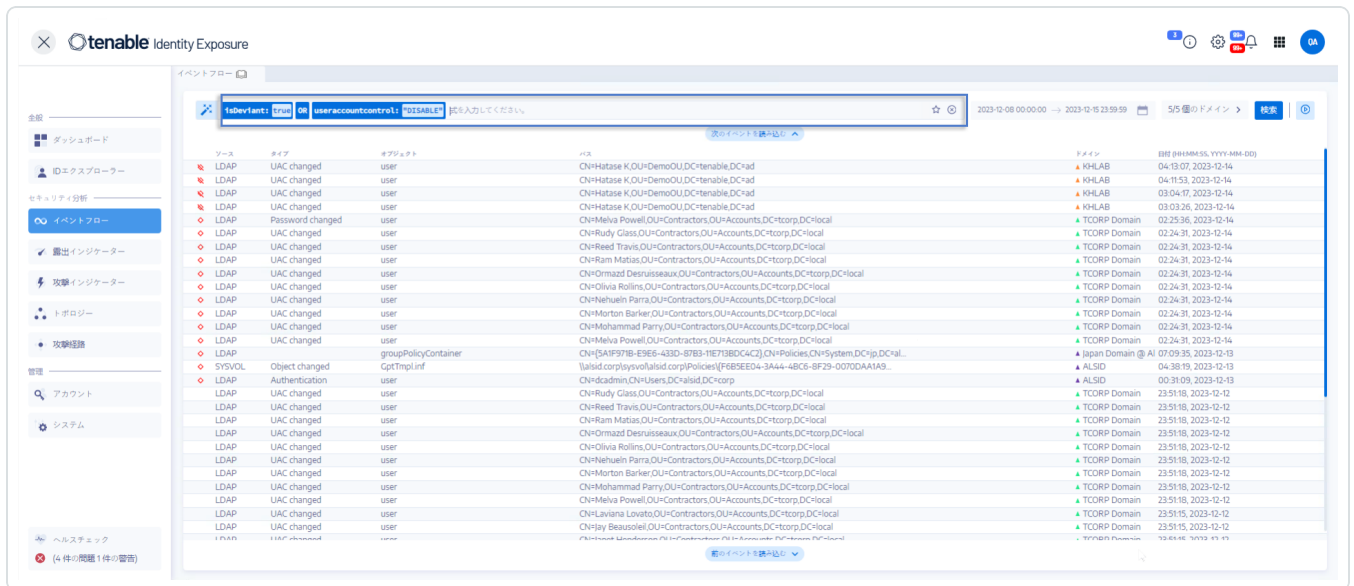 tenable Identity Exposure
3
99+
99+
QA
イベントフロー
isDeviant: true OR useraccountcontrol: "DISABLE" 式を入力してください。
2023-12-08 00:00:00 → 2023-12-15 23:59:59
5/5 個のドメイン >
検索
次のイベントを読み込む
全般
ダッシュボード
IDエクスプローラー
セキュリティ分析
イベントフロー
露出インジケーター
攻撃インジケーター
トポロジー
攻撃経路
管理
アカウント
システム
ヘルスチェック
(4 件の問題 1 件の警告)
ソース タイプ オブジェクト パス ドメイン 日付 (HH:MM:SS, YYYY-MM-DD)
LDAP UAC changed user CN=Hatase K,OU=DemoOU,DC=tenable,DC=ad KHLAB 04:13:07, 2023-12-14
LDAP UAC changed user CN=Hatase K,OU=DemoOU,DC=tenable,DC=ad KHLAB 04:11:53, 2023-12-14
LDAP UAC changed user CN=Hatase K,OU=DemoOU,DC=tenable,DC=ad KHLAB 03:04:17, 2023-12-14
LDAP UAC changed user CN=Hatase K,OU=DemoOU,DC=tenable,DC=ad KHLAB 03:03:26, 2023-12-14
LDAP Password changed user CN=Melva Powell,OU=Contractors,OU=Accounts,DC=tcorp,DC=local TCORP Domain 02:25:36, 2023-12-14
LDAP UAC changed user CN=Rudy Glass,OU=Contractors,OU=Accounts,DC=tcorp,DC=local TCORP Domain 02:24:31, 2023-12-14
LDAP UAC changed user CN=Reed Travis,OU=Contractors,OU=Accounts,DC=tcorp,DC=local TCORP Domain 02:24:31, 2023-12-14
LDAP UAC changed user CN=Ram Matias,OU=Contractors,OU=Accounts,DC=tcorp,DC=local TCORP Domain 02:24:31, 2023-12-14
LDAP UAC changed user CN=Ormazd Desruisseaux,OU=Contractors,OU=Accounts,DC=tcorp,DC=local TCORP Domain 02:24:31, 2023-12-14
LDAP UAC changed user CN=Olivia Rollins,OU=Contractors,OU=Accounts,DC=tcorp,DC=local TCORP Domain 02:24:31, 2023-12-14
LDAP UAC changed user CN=Nehueln Parra,OU=Contractors,OU=Accounts,DC=tcorp,DC=local TCORP Domain 02:24:31, 2023-12-14
LDAP UAC changed user CN=Morton Barker,OU=Contractors,OU=Accounts,DC=tcorp,DC=local TCORP Domain 02:24:31, 2023-12-14
LDAP UAC changed user CN=Mohammad Parry,OU=Contractors,OU=Accounts,DC=tcorp,DC=local TCORP Domain 02:24:31, 2023-12-14
LDAP UAC changed user CN=Melva Powell,OU=Contractors,OU=Accounts,DC=tcorp,DC=local TCORP Domain 02:24:31, 2023-12-14
LDAP groupPolicyContainer CN={5A1F971B-E9E6-433D-87B3-11E713BDC4C2},CN=Policies,CN=System,DC=jp,DC=al... Japan Domain @ Al 07:09:35, 2023-12-13
SYSVOL Object changed GptTmpl.inf \\alsid.corp\sysvol\alsid.corp\Policies\{F6B5EE04-3A44-4BC6-8F29-0070DAA1A9... ALSID 04:38:19, 2023-12-13
LDAP Authentication user CN=dcadmin,CN=Users,DC=alsid,DC=corp ALSID 00:31:09, 2023-12-13
LDAP UAC changed user CN=Rudy Glass,OU=Contractors,OU=Accounts,DC=tcorp,DC=local TCORP Domain 23:51:18, 2023-12-12
LDAP UAC changed user CN=Reed Travis,OU=Contractors,OU=Accounts,DC=tcorp,DC=local TCORP Domain 23:51:18, 2023-12-12
LDAP UAC changed user CN=Ram Matias,OU=Contractors,OU=Accounts,DC=tcorp,DC=local TCORP Domain 23:51:18, 2023-12-12
LDAP UAC changed user CN=Ormazd Desruisseaux,OU=Contractors,OU=Accounts,DC=tcorp,DC=local TCORP Domain 23:51:18, 2023-12-12
LDAP UAC changed user CN=Olivia Rollins,OU=Contractors,OU=Accounts,DC=tcorp,DC=local TCORP Domain 23:51:18, 2023-12-12
LDAP UAC changed user CN=Nehueln Parra,OU=Contractors,OU=Accounts,DC=tcorp,DC=local TCORP Domain 23:51:18, 2023-12-12
LDAP UAC changed user CN=Morton Barker,OU=Contractors,OU=Accounts,DC=tcorp,DC=local TCORP Domain 23:51:18, 2023-12-12
LDAP UAC changed user CN=Mohammad Parry,OU=Contractors,OU=Accounts,DC=tcorp,DC=local TCORP Domain 23:51:18, 2023-12-12
LDAP UAC changed user CN=Melva Powell,OU=Contractors,OU=Accounts,DC=tcorp,DC=local TCORP Domain 23:51:18, 2023-12-12
LDAP UAC changed user CN=Laviana Lovato,OU=Contractors,OU=Accounts,DC=tcorp,DC=local TCORP Domain 23:51:15, 2023-12-12
LDAP UAC changed user CN=Jay Beausoleil,OU=Contractors,OU=Accounts,DC=tcorp,DC=local TCORP Domain 23:51:15, 2023-12-12
LDAP UAC changed user CN=Janet Henderson,OU=Contractors,OU=Accounts,DC=tcorp,DC=local TCORP Domain 23:51:15, 2023-12-12
前のイベントを読み込む